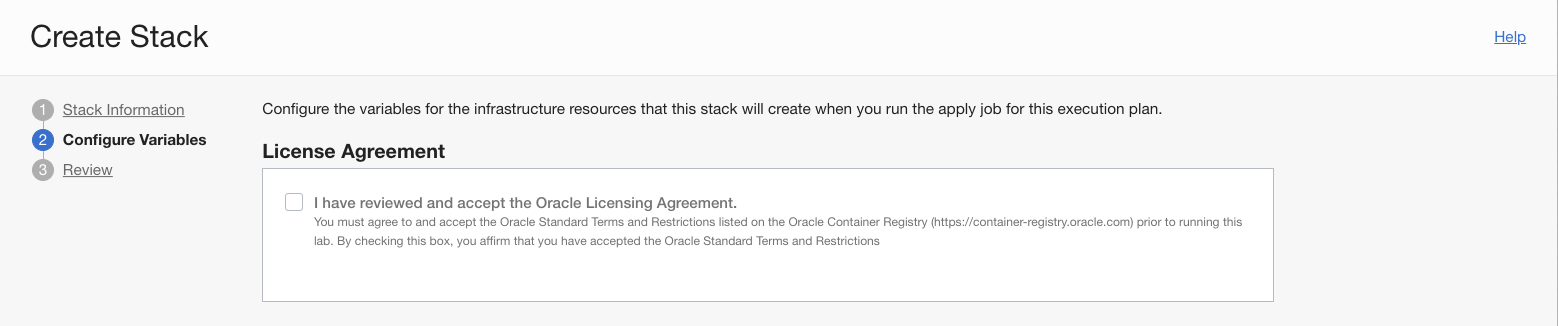 Create Stack
Help
1 Stack Information
2 Configure Variables
3 Review
Configure the variables for the infrastructure resources that this stack will create when you run the apply job for this execution plan.
License Agreement
I have reviewed and accept the Oracle Licensing Agreement.
You must agree to and accept the Oracle Standard Terms and Restrictions listed on the Oracle Container Registry (https://container-registry.oracle.com) prior to running this
lab. By checking this box, you affirm that you have accepted the Oracle Standard Terms and Restrictions